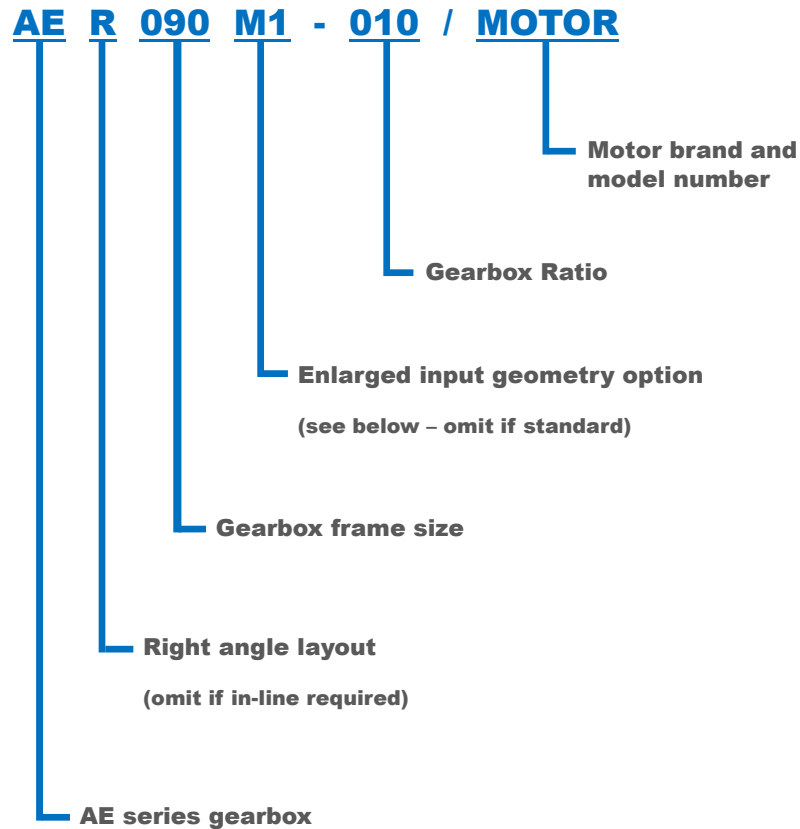 AE R 090 M1 - 010 / MOTOR
Motor brand and
model number
Gearbox Ratio
Enlarged input geometry option
(see below – omit if standard)
Gearbox frame size
Right angle layout
(omit if in-line required)
AE series gearbox